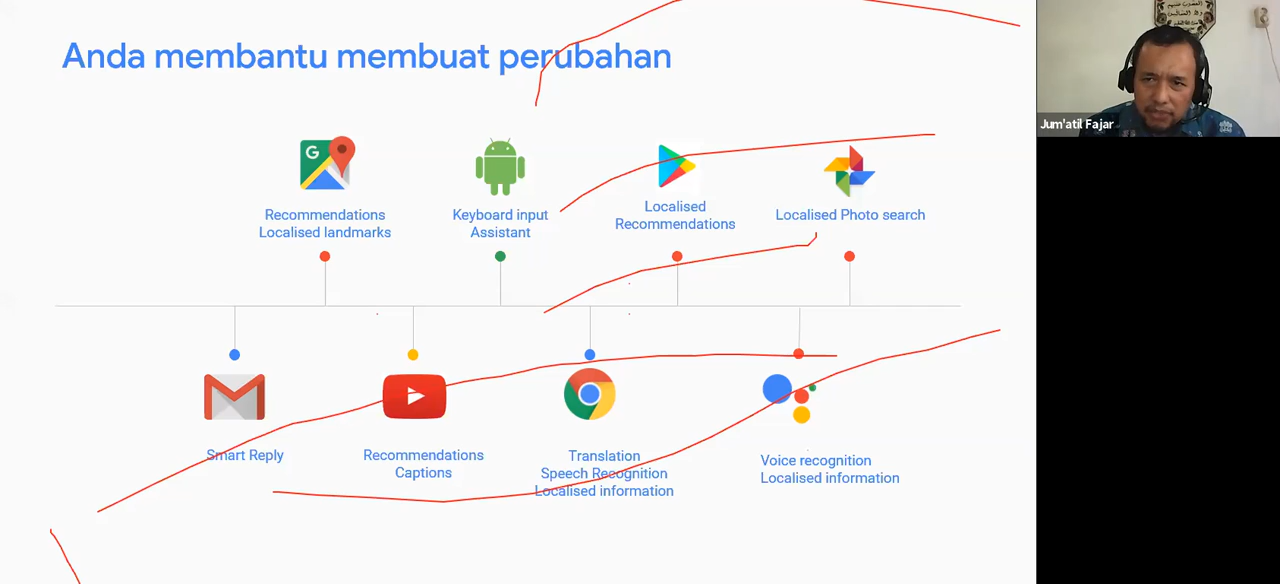 Anda membantu membuat perubahan
Jum'atil Fajar
G
Recommendations
Localised landmarks
Keyboard input
Assistant
Localised
Recommendations
Localised Photo search
Smart Reply
Recommendations
Captions
Translation
Speech Recognition
Localised information
Voice recognition
Localised information